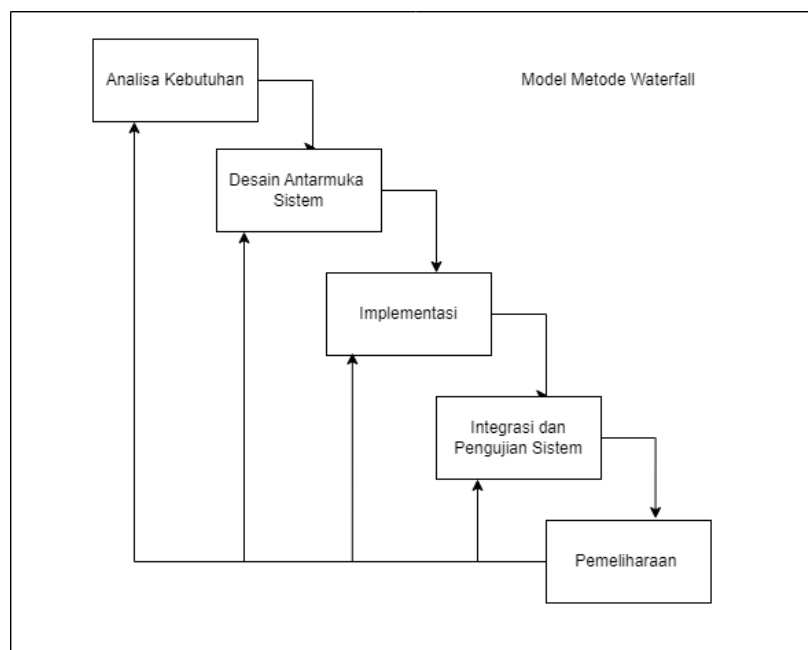 Analisa Kebutuhan
Model Metode Waterfall
Desain Antarmuka
Sistem
Implementasi
Integrasi dan
Pengujian Sistem
Pemeliharaan